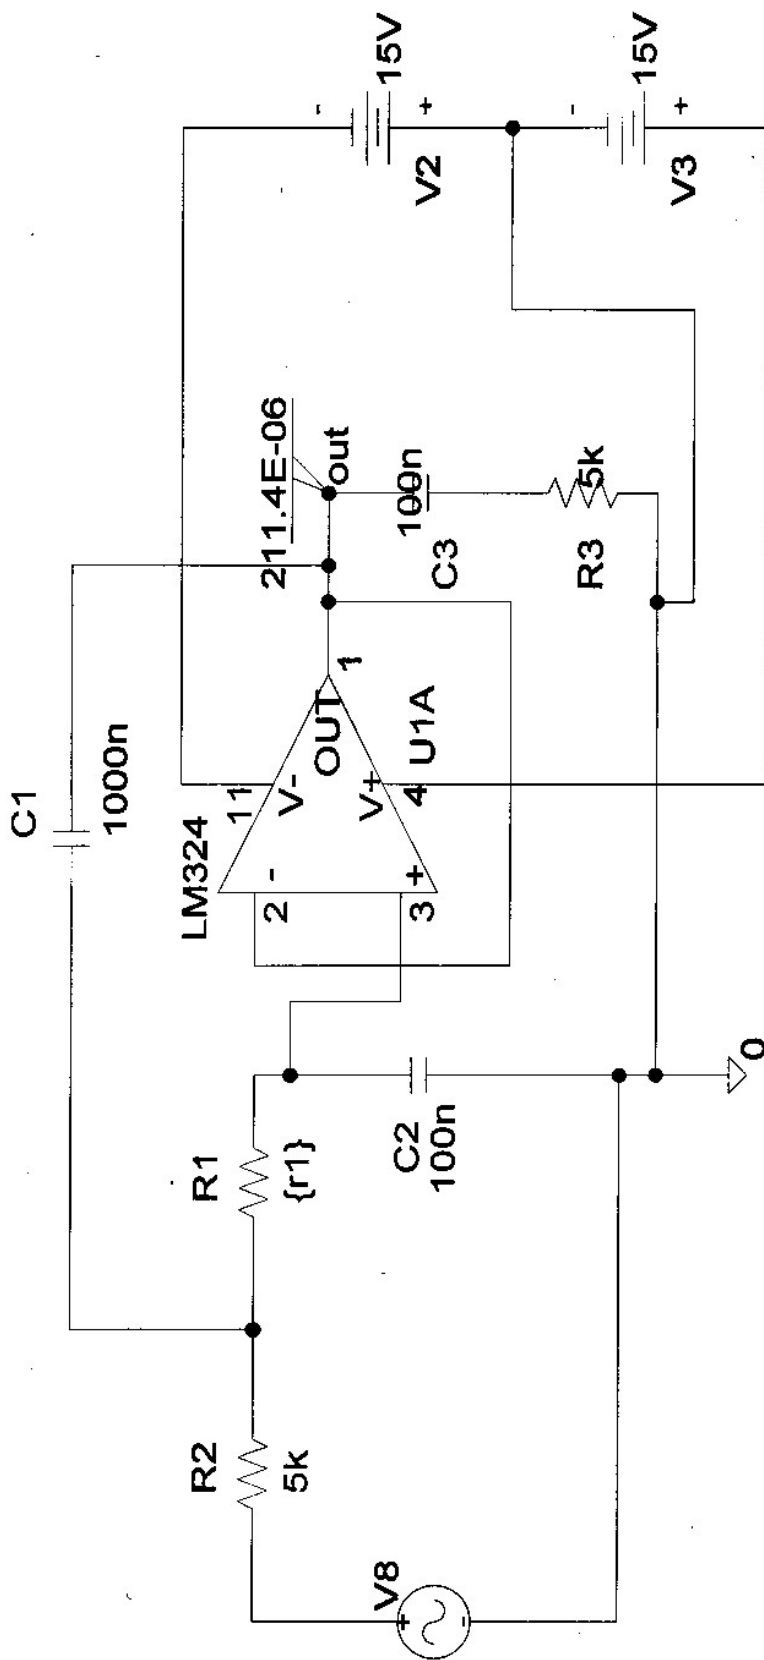 V8
R2
5k
R1
{r1}
C2
100n
0
C1
1000n
LM324
2
-
3
+
11
V-
V+
4
OUT
1
U1A
211.4E-06
out
100n
C3
5k
R3
-
15V
+
V2
-
15V
+
V3